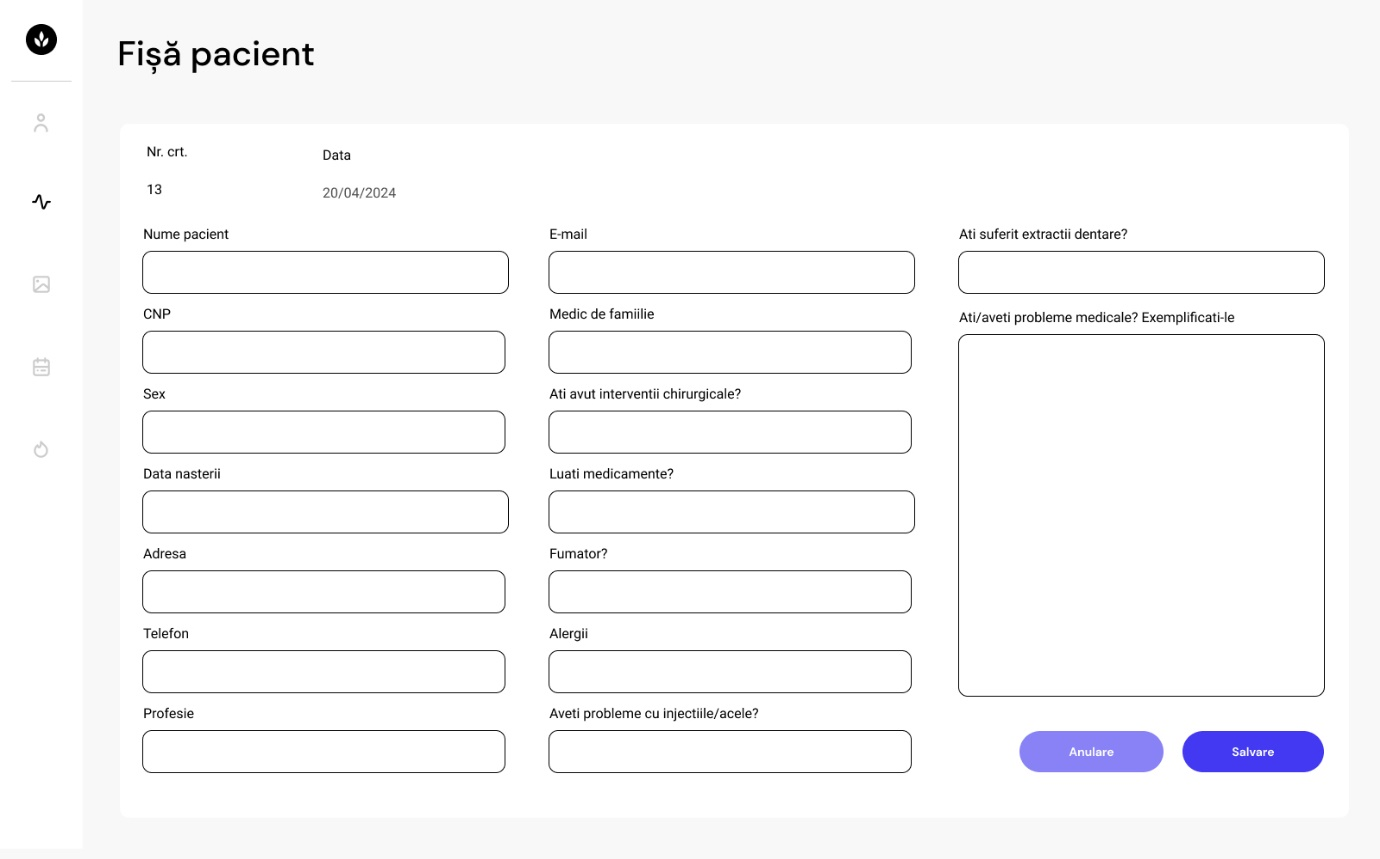 Fișă pacient
Nr. crt.
Data
13
20/04/2024
Nume pacient
CNP
Sex
Data nasterii
Adresa
Telefon
Profesie
E-mail
Medic de famiilie
Ati avut interventii chirurgicale?
Luati medicamente?
Fumator?
Alergii
Aveti probleme cu injectiile/acele?
Ati suferit extractii dentare?
Ati/aveti probleme medicale? Exemplificati-le
Anulare
Salvare